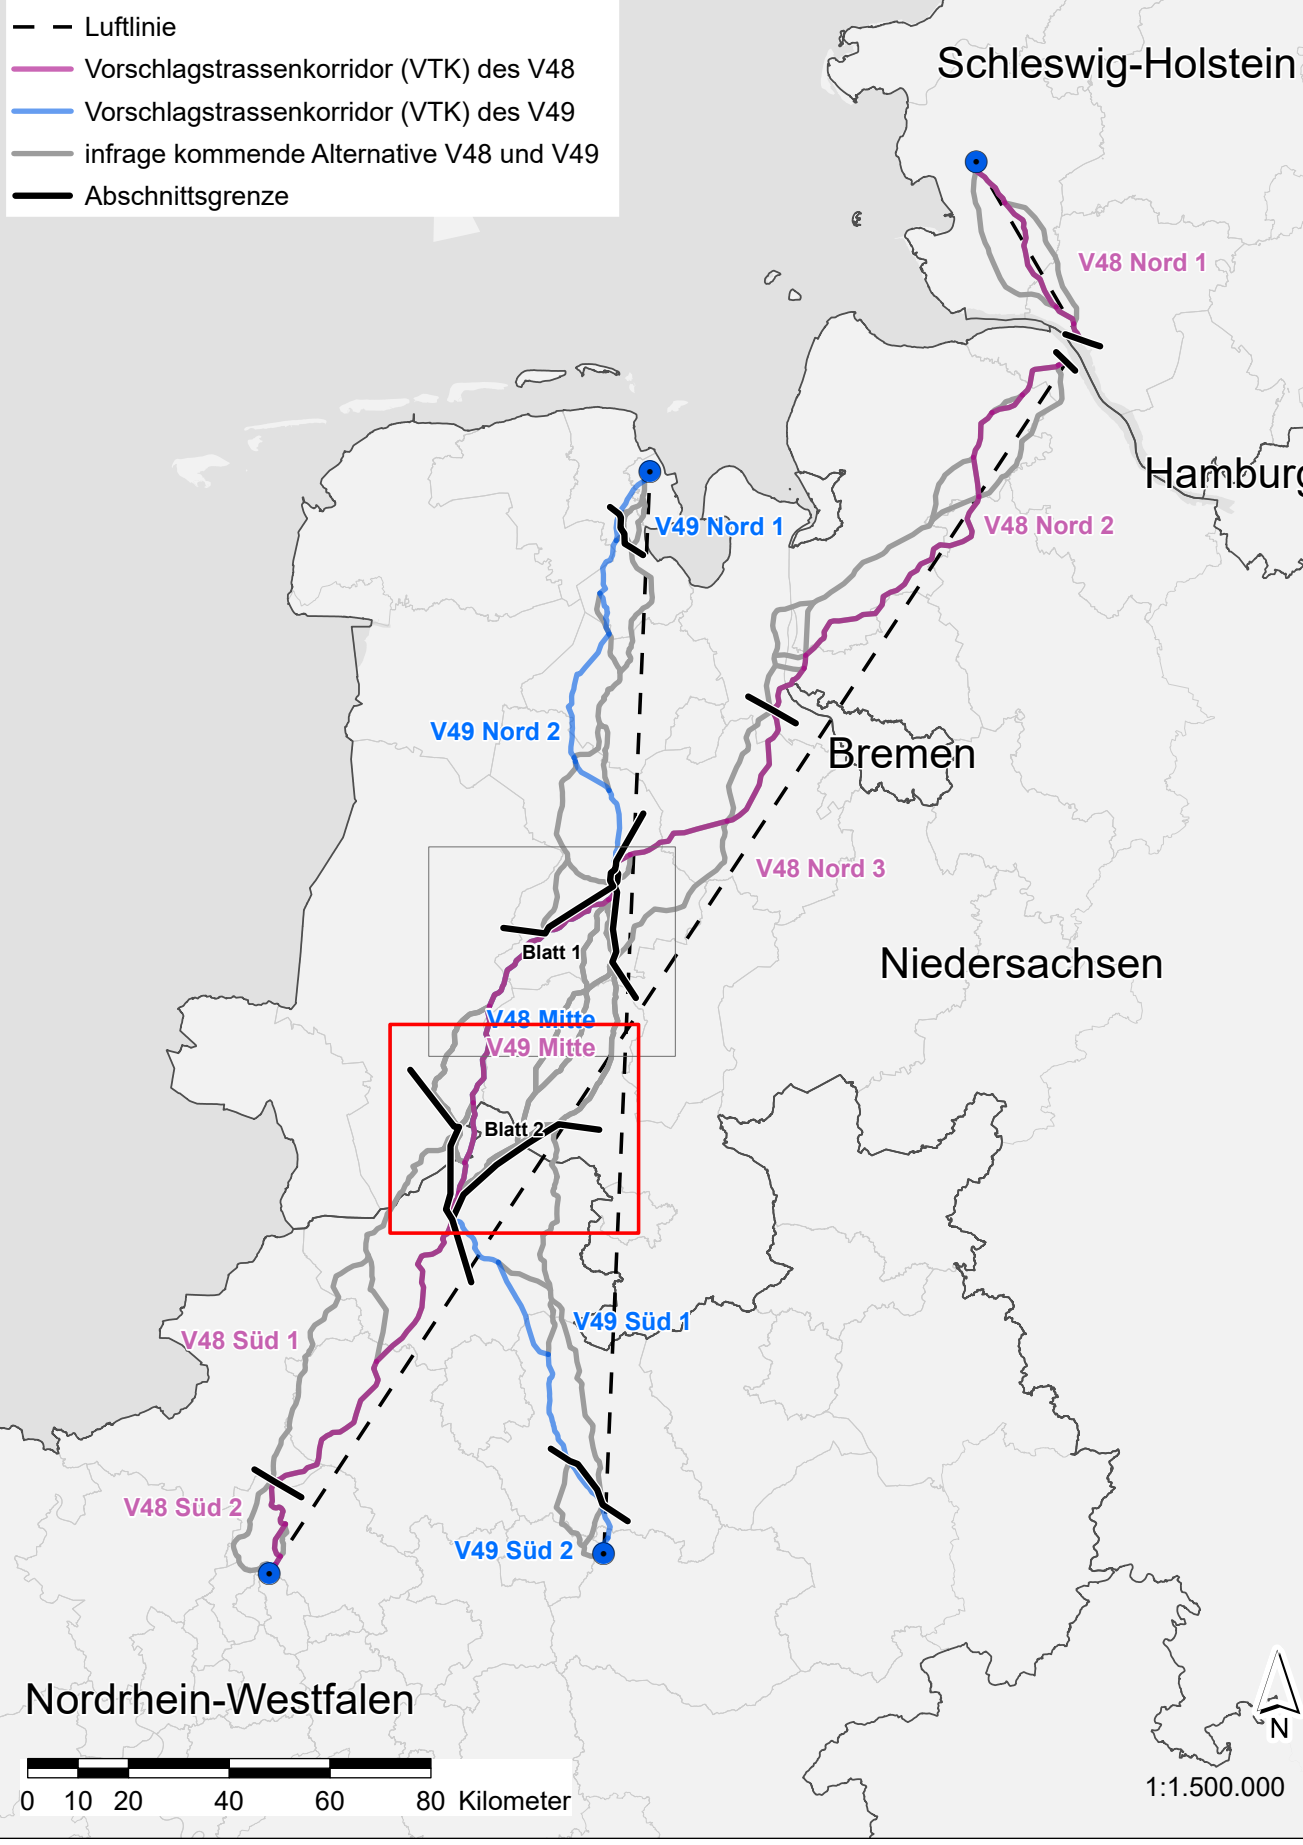 Luftlinie
Vorschlagstrassenkorridor (VTK) des V48
Vorschlagstrassenkorridor (VTK) des V49
infrage kommende Alternative V48 und V49
Abschnittsgrenze
Schleswig-Holstein
V48 Nord 1
Hamburg
V49 Nord 1
V48 Nord 2
V49 Nord 2
Bremen
V48 Nord 3
Blatt 1
Niedersachsen
V48 Mitte
V49 Mitte
Blatt 2
V49 Süd 1
V48 Süd 1
V48 Süd 2
V49 Süd 2
Nordrhein-Westfalen
N
0 10 20 40 60 80 Kilometer
1:1.500.000